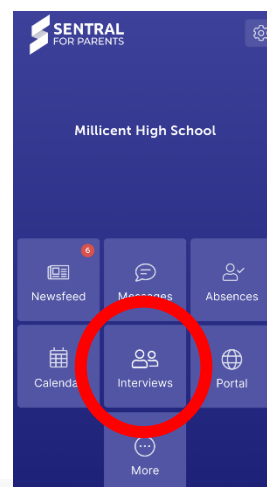 SENTRAL
FOR PARENTS
Millicent High School
6
Newsfeed
Messages
Absences
Calendar
Interviews
Portal
More